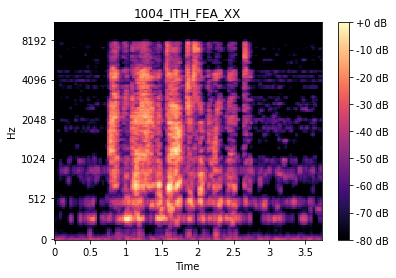 1004_ITH_FEA_XX
+0 dB
8192
-10 dB
4096
-20 dB
-30 dB
2048
Hz
-40 dB
1024
-50 dB
512
-60 dB
-70 dB
0
-80 dB
0 0.5 1 1.5 2 2.5 3 3.5
Time